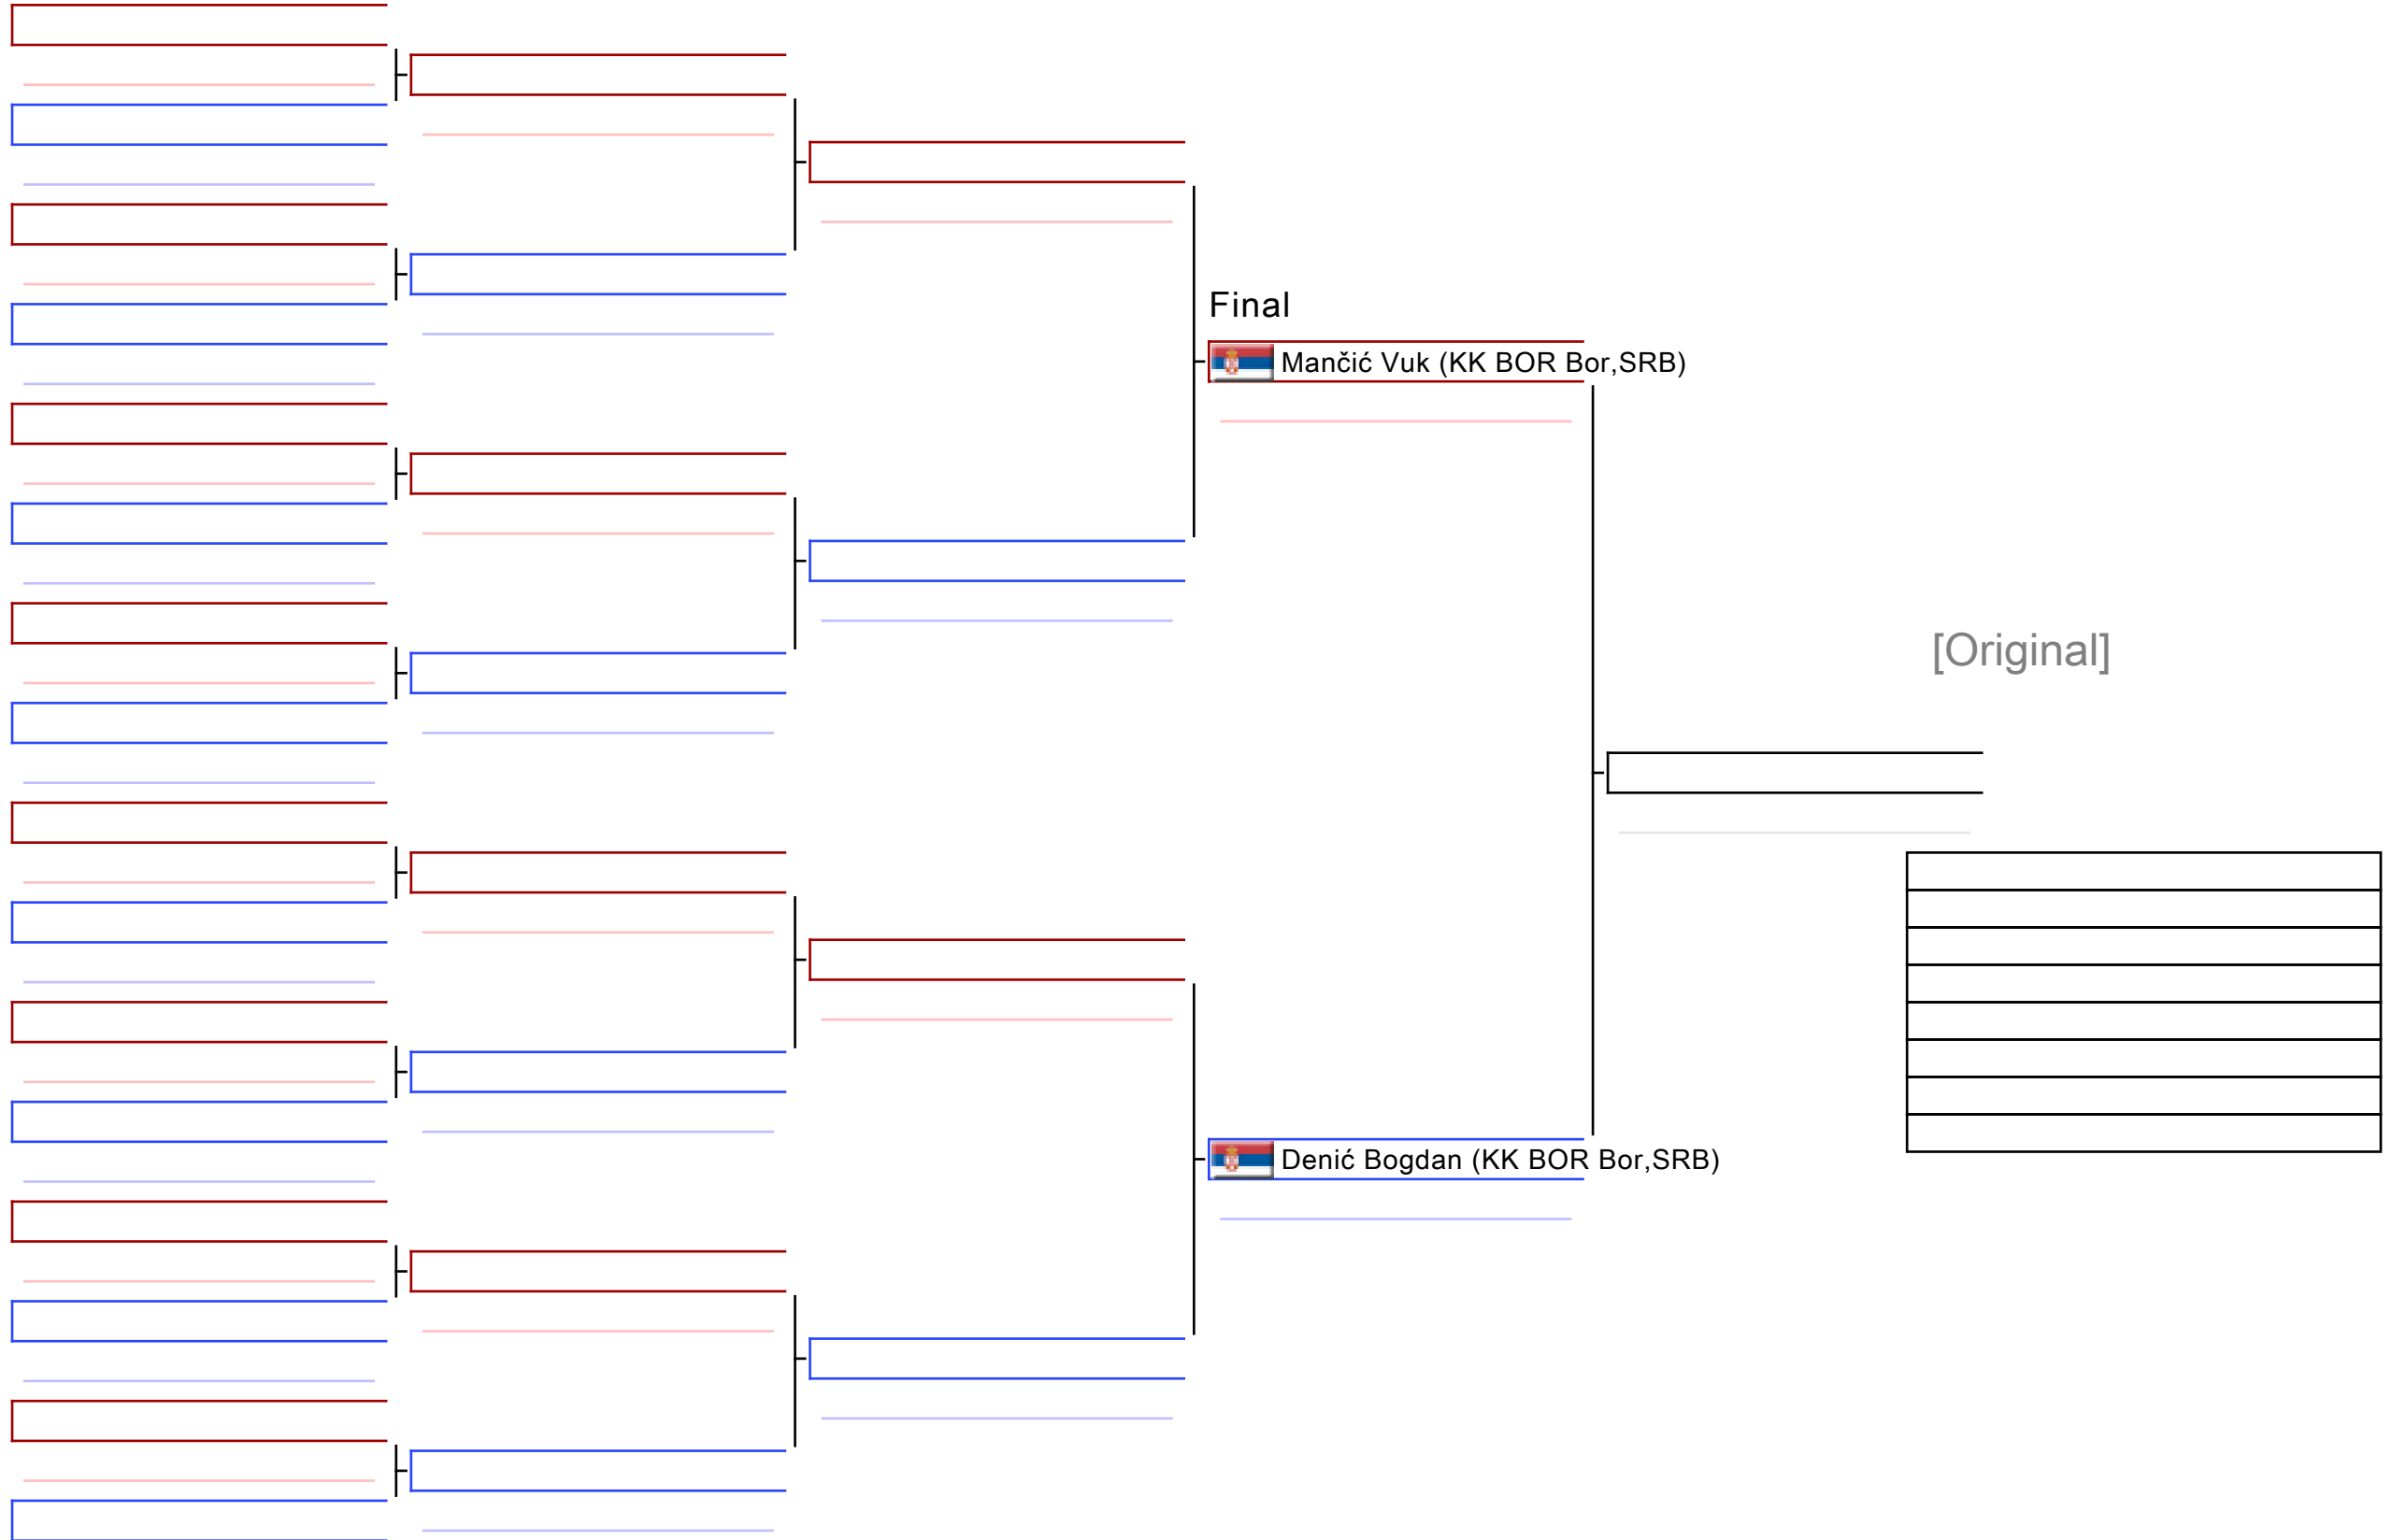 Final
Mančić Vuk (KK BOR Bor,SRB)
[Original]
Denić Bogdan (KK BOR Bor,SRB)